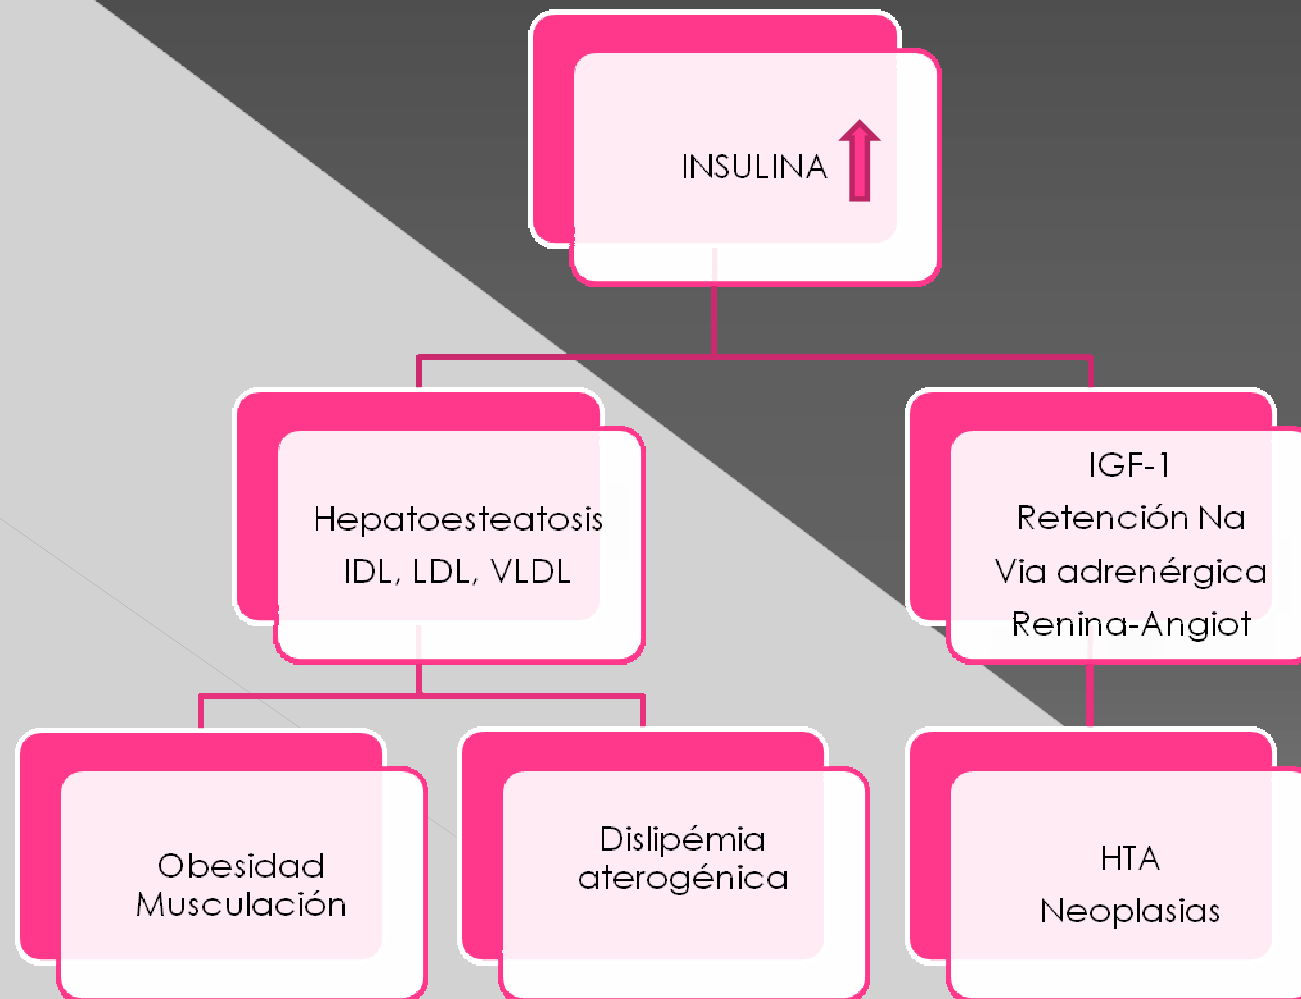 INSULINA
Hepatoesteatosis
IDL, LDL, VLDL
IGF-1
Retención Na
Via adrenérgica
Renina-Angiot
Obesidad
Musculación
Dislipémia
aterogénica
HTA
Neoplasias